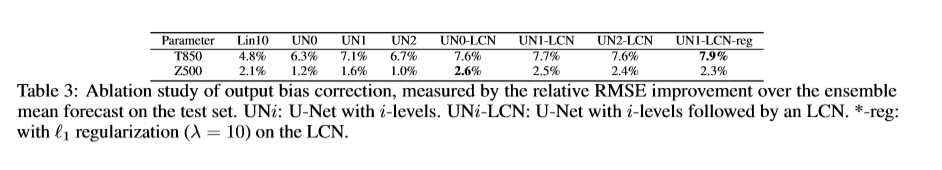 Parameter Lin10 UN0 UN1 UN2 UN0-LCN UN1-LCN UN2-LCN UN1-LCN-reg
T850 4.8% 6.3% 7.1% 6.7% 7.6% 7.7% 7.6% 7.9%
Z500 2.1% 1.2% 1.6% 1.0% 2.6% 2.5% 2.4% 2.3%
Table 3: Ablation study of output bias correction, measured by the relative RMSE improvement over the ensemble
mean forecast on the test set. UNi: U-Net with i-levels. UNi-LCN: U-Net with i-levels followed by an LCN. *-reg:
with ℓ1 regularization (λ = 10) on the LCN.